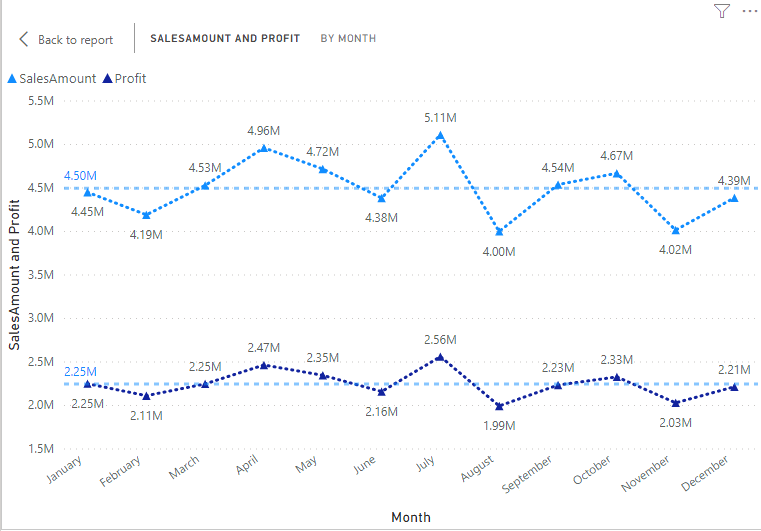 Back to report
SALESAMOUNT AND PROFIT BY MONTH
SalesAmount Profit
SalesAmount and Profit
5.5M
5.0M
4.5M
4.0M
3.5M
3.0M
2.5M
2.0M
1.5M
4.50M
4.45M
4.19M
4.53M
4.96M
4.72M
4.38M
5.11M
4.00M
4.54M
4.67M
4.02M
4.39M
2.25M
2.25M
2.11M
2.25M
2.47M
2.35M
2.16M
2.56M
1.99M
2.23M
2.33M
2.03M
2.21M
January
February
March
April
May
June
July
August
September
October
November
December
Month